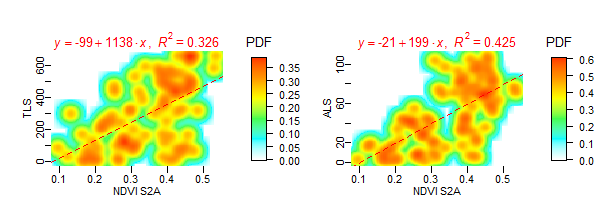 y = -99 + 1138 · x, R² = 0.326
PDF
TLS
0
200
400
600
0.1 0.2 0.3 0.4 0.5
NDVI S2A
0.35
0.30
0.25
0.20
0.15
0.10
0.05
0.00
y = -21 + 199 · x, R² = 0.425
PDF
ALS
0
20
60
100
0.1 0.2 0.3 0.4 0.5
NDVI S2A
0.6
0.5
0.4
0.3
0.2
0.1
0.0